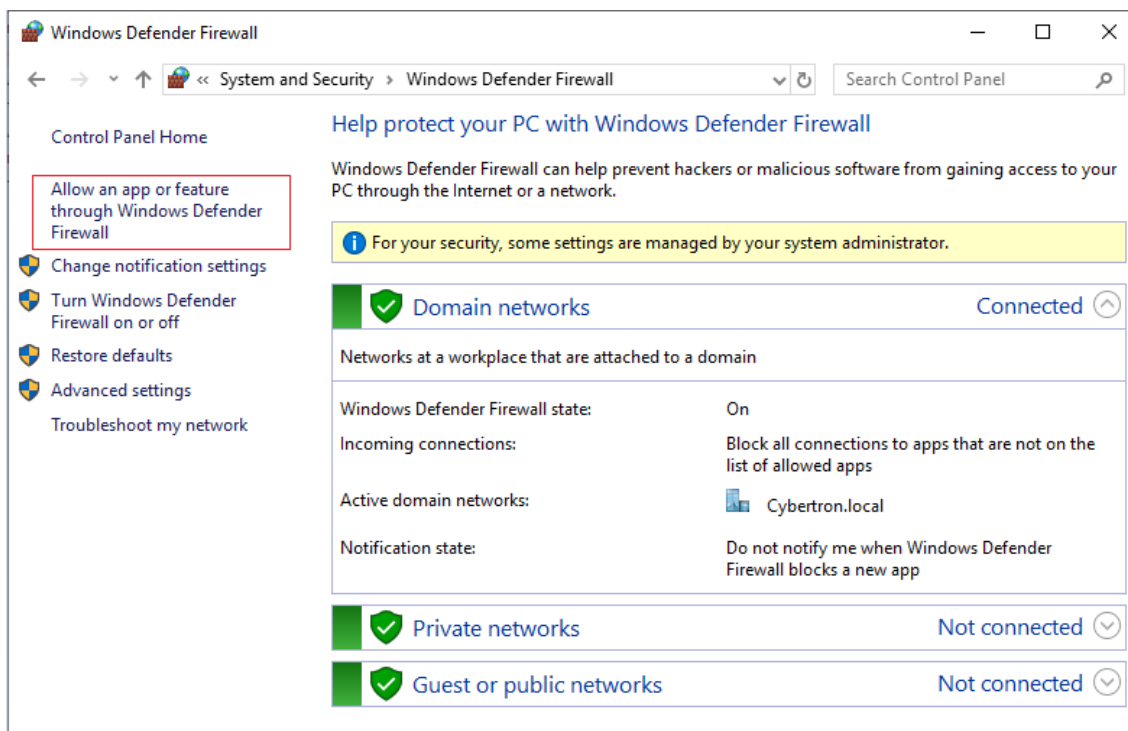 Windows Defender Firewall
« System and Security > Windows Defender Firewall
Search Control Panel
Control Panel Home
Allow an app or feature
through Windows Defender
Firewall
Change notification settings
Turn Windows Defender
Firewall on or off
Restore defaults
Advanced settings
Troubleshoot my network
Help protect your PC with Windows Defender Firewall
Windows Defender Firewall can help prevent hackers or malicious software from gaining access to your
PC through the Internet or a network.
For your security, some settings are managed by your system administrator.
Domain networks Connected
Networks at a workplace that are attached to a domain
Windows Defender Firewall state: On
Incoming connections: Block all connections to apps that are not on the
list of allowed apps
Active domain networks: Cybertron.local
Notification state: Do not notify me when Windows Defender
Firewall blocks a new app
Private networks Not connected
Guest or public networks Not connected